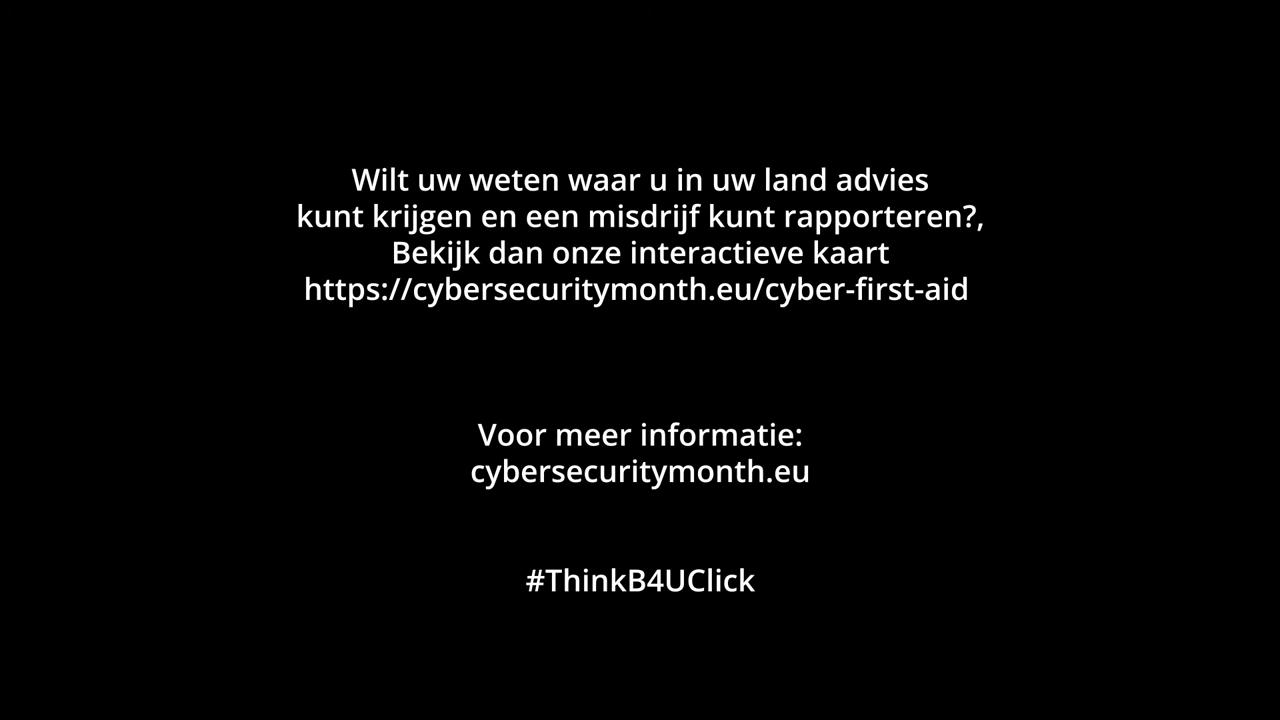 Wilt uw weten waar u in uw land advies
kunt krijgen en een misdrijf kunt rapporteren?,
Bekijk dan onze interactieve kaart
https://cybersecuritymonth.eu/cyber-first-aid
Voor meer informatie:
cybersecuritymonth.eu
#ThinkB4UClick